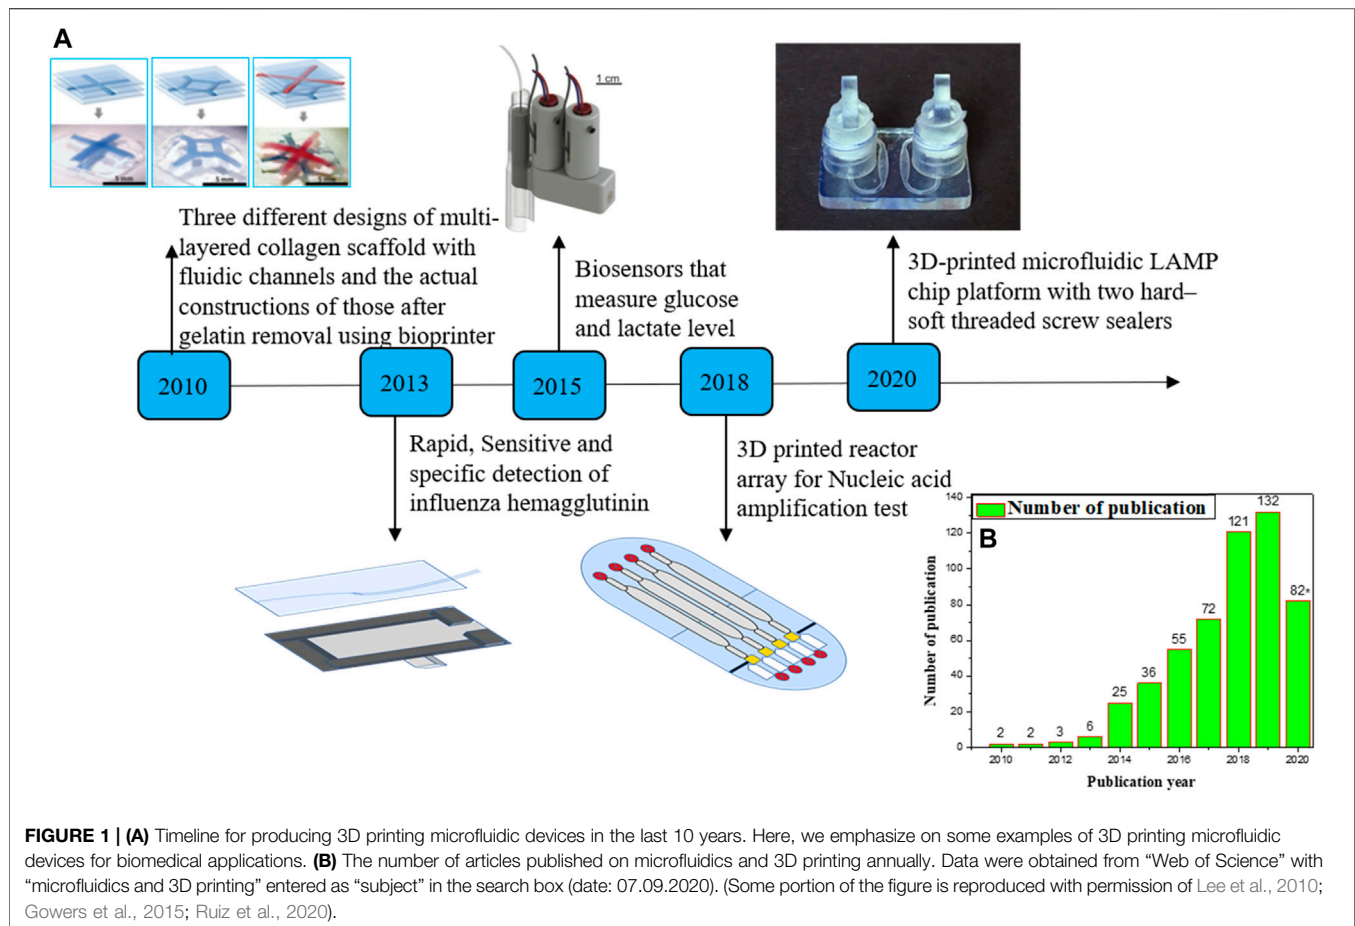 A
5 mm
5 mm
5 mm
1 cm
Three different designs of multi-
layered collagen scaffold with
fluidic channels and the actual
constructions of those after
gelatin removal using bioprinter
Biosensors that
measure glucose
and lactate level
3D-printed microfluidic LAMP
chip platform with two hard–
soft threaded screw sealers
2010
2013
2015
2018
2020
Rapid, Sensitive and
specific detection of
influenza hemagglutinin
3D printed reactor
array for Nucleic acid
amplification test
B
Number of publication
Number of publication
140
120
100
80
60
40
20
0
2
2
3
6
25
36
55
72
121
132
82*
2010
2012
2014
2016
2018
2020
Publication year
FIGURE 1 | (A) Timeline for producing 3D printing microfluidic devices in the last 10 years. Here, we emphasize on some examples of 3D printing microfluidic
devices for biomedical applications. (B) The number of articles published on microfluidics and 3D printing annually. Data were obtained from “Web of Science” with
“microfluidics and 3D printing” entered as “subject” in the search box (date: 07.09.2020). (Some portion of the figure is reproduced with permission of Lee et al., 2010;
Gowers et al., 2015; Ruiz et al., 2020).